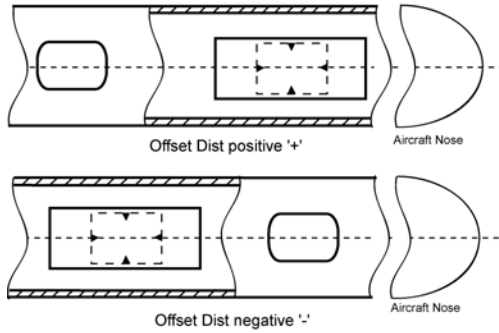 Offset Dist positive '+'
Aircraft Nose
Offset Dist negative '-'
Aircraft Nose